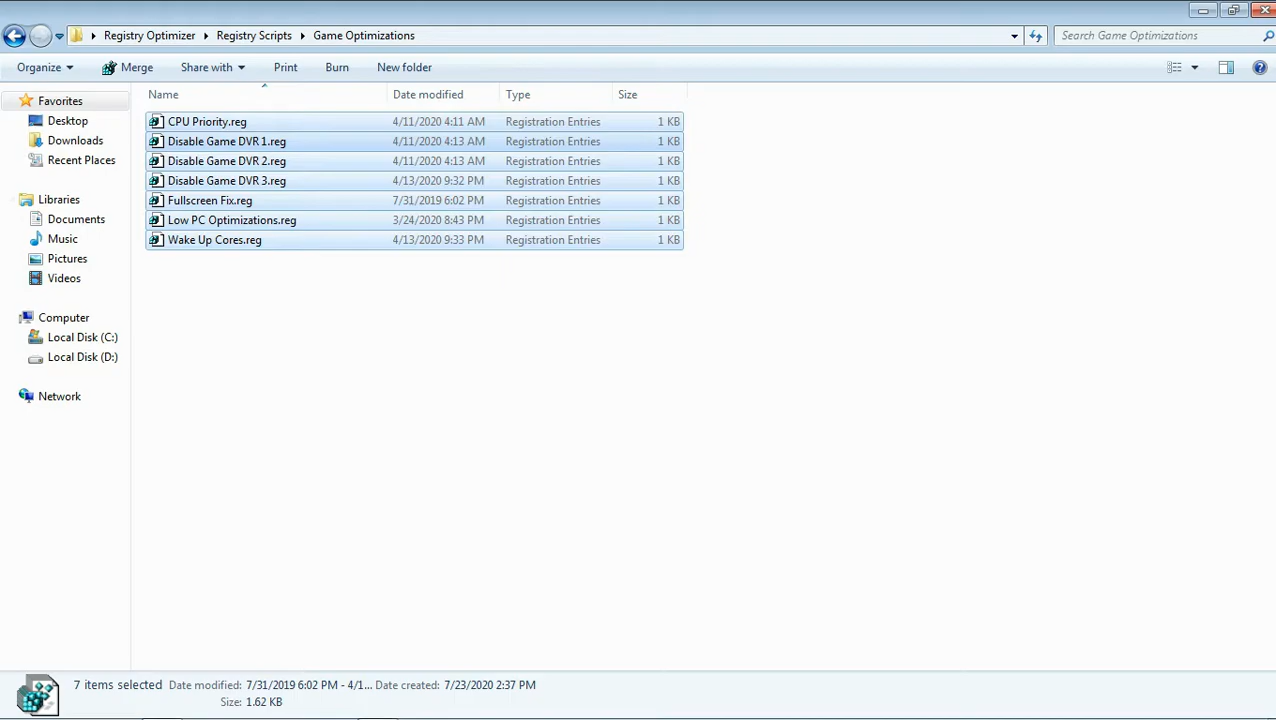 Registry Optimizer Registry Scripts Game Optimizations Search Game Optimizations
Organize Merge Share with Print Burn New folder
Favorites
Desktop
Downloads
Recent Places
Libraries
Documents
Music
Pictures
Videos
Computer
Local Disk (C:)
Local Disk (D:)
Network
Name Date modified Type Size
CPU Priority.reg 4/11/2020 4:11 AM Registration Entries 1 KB
Disable Game DVR 1.reg 4/11/2020 4:13 AM Registration Entries 1 KB
Disable Game DVR 2.reg 4/11/2020 4:13 AM Registration Entries 1 KB
Disable Game DVR 3.reg 4/13/2020 9:32 PM Registration Entries 1 KB
Fullscreen Fix.reg 7/31/2019 6:02 PM Registration Entries 1 KB
Low PC Optimizations.reg 3/24/2020 8:43 PM Registration Entries 1 KB
Wake Up Cores.reg 4/13/2020 9:33 PM Registration Entries 1 KB
7 items selected Date modified: 7/31/2019 6:02 PM - 4/1... Date created: 7/23/2020 2:37 PM
Size: 1.62 KB